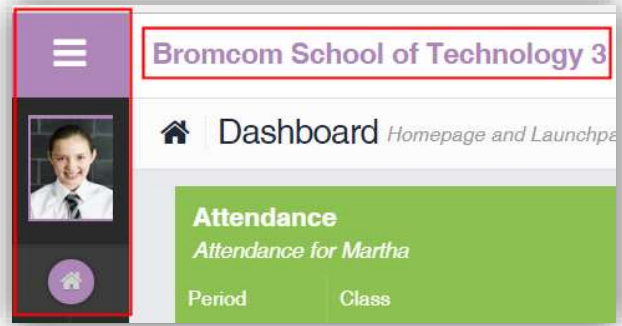 Bromcom School of Technology 3
Dashboard Homepage and Launchpa
Attendance
Attendance for Martha
Period Class